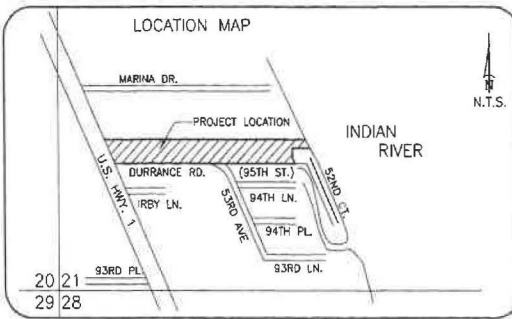 LOCATION MAP
N
N.T.S.
MARINA DR.
PROJECT LOCATION
INDIAN
RIVER
U.S. HWY. 1
DURRANCE RD. (95TH ST.)
52ND CT.
IRBY LN.
53RD AVE
94TH LN.
94TH PL.
93RD PL.
93RD LN.
20 21
29 28